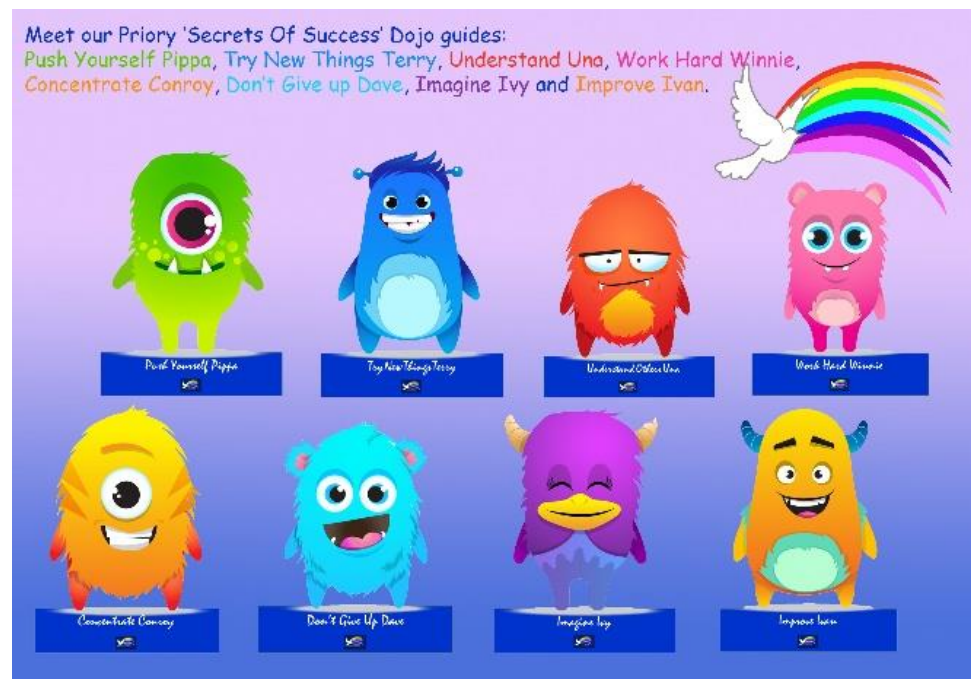 Meet our Priory ‘Secrets Of Success’ Dojo guides:
Push Yourself Pippa, Try New Things Terry, Understand Una, Work Hard Winnie,
Concentrate Conroy, Don’t Give up Dave, Imagine Ivy and Improve Ivan.
Push Yourself Pippa
Try New Things Terry
Understand Others Una
Work Hard Winnie
Concentrate Conroy
Don't Give Up Dave
Imagine Ivy
Improve Ivan